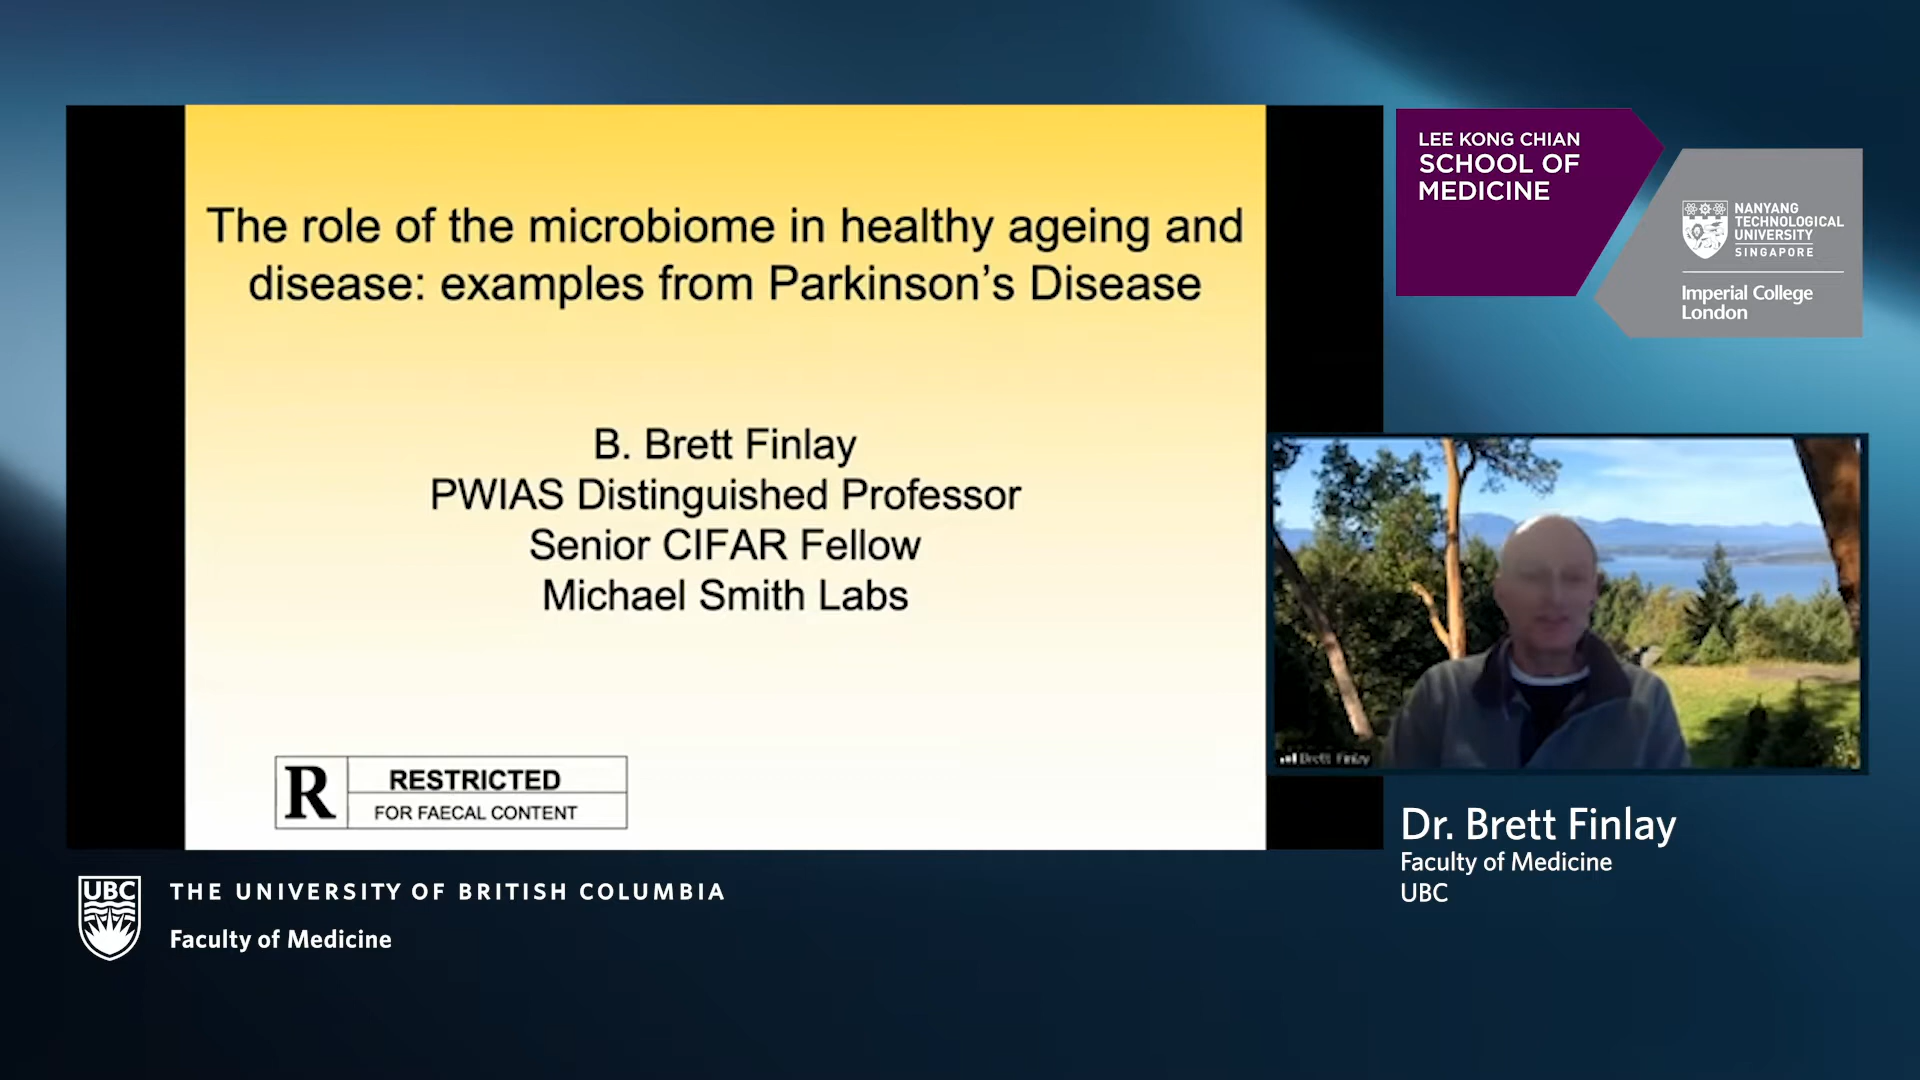 The role of the microbiome in healthy ageing and
disease: examples from Parkinson’s Disease
B. Brett Finlay
PWIAS Distinguished Professor
Senior CIFAR Fellow
Michael Smith Labs
R
RESTRICTED
FOR FAECAL CONTENT
LEE KONG CHIAN
SCHOOL OF
MEDICINE
NANYANG
TECHNOLOGICAL
UNIVERSITY
SINGAPORE
Imperial College
London
Brett Finlay
Dr. Brett Finlay
Faculty of Medicine
UBC
UBC
THE UNIVERSITY OF BRITISH COLUMBIA
Faculty of Medicine